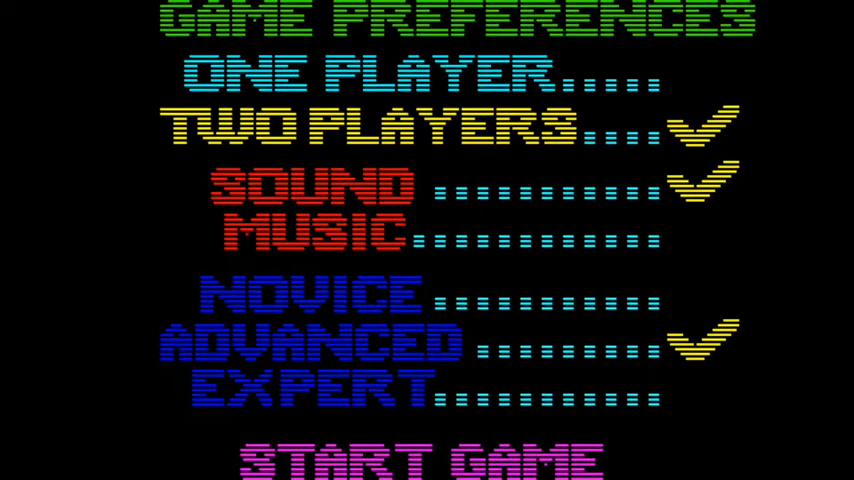 GAME PREFERENCES
ONE PLAYER.....
TWO PLAYERS....✓
SOUND ...........✓
MUSIC............
NOVICE ...........
ADVANCED .........✓
EXPERT...........
START GAME